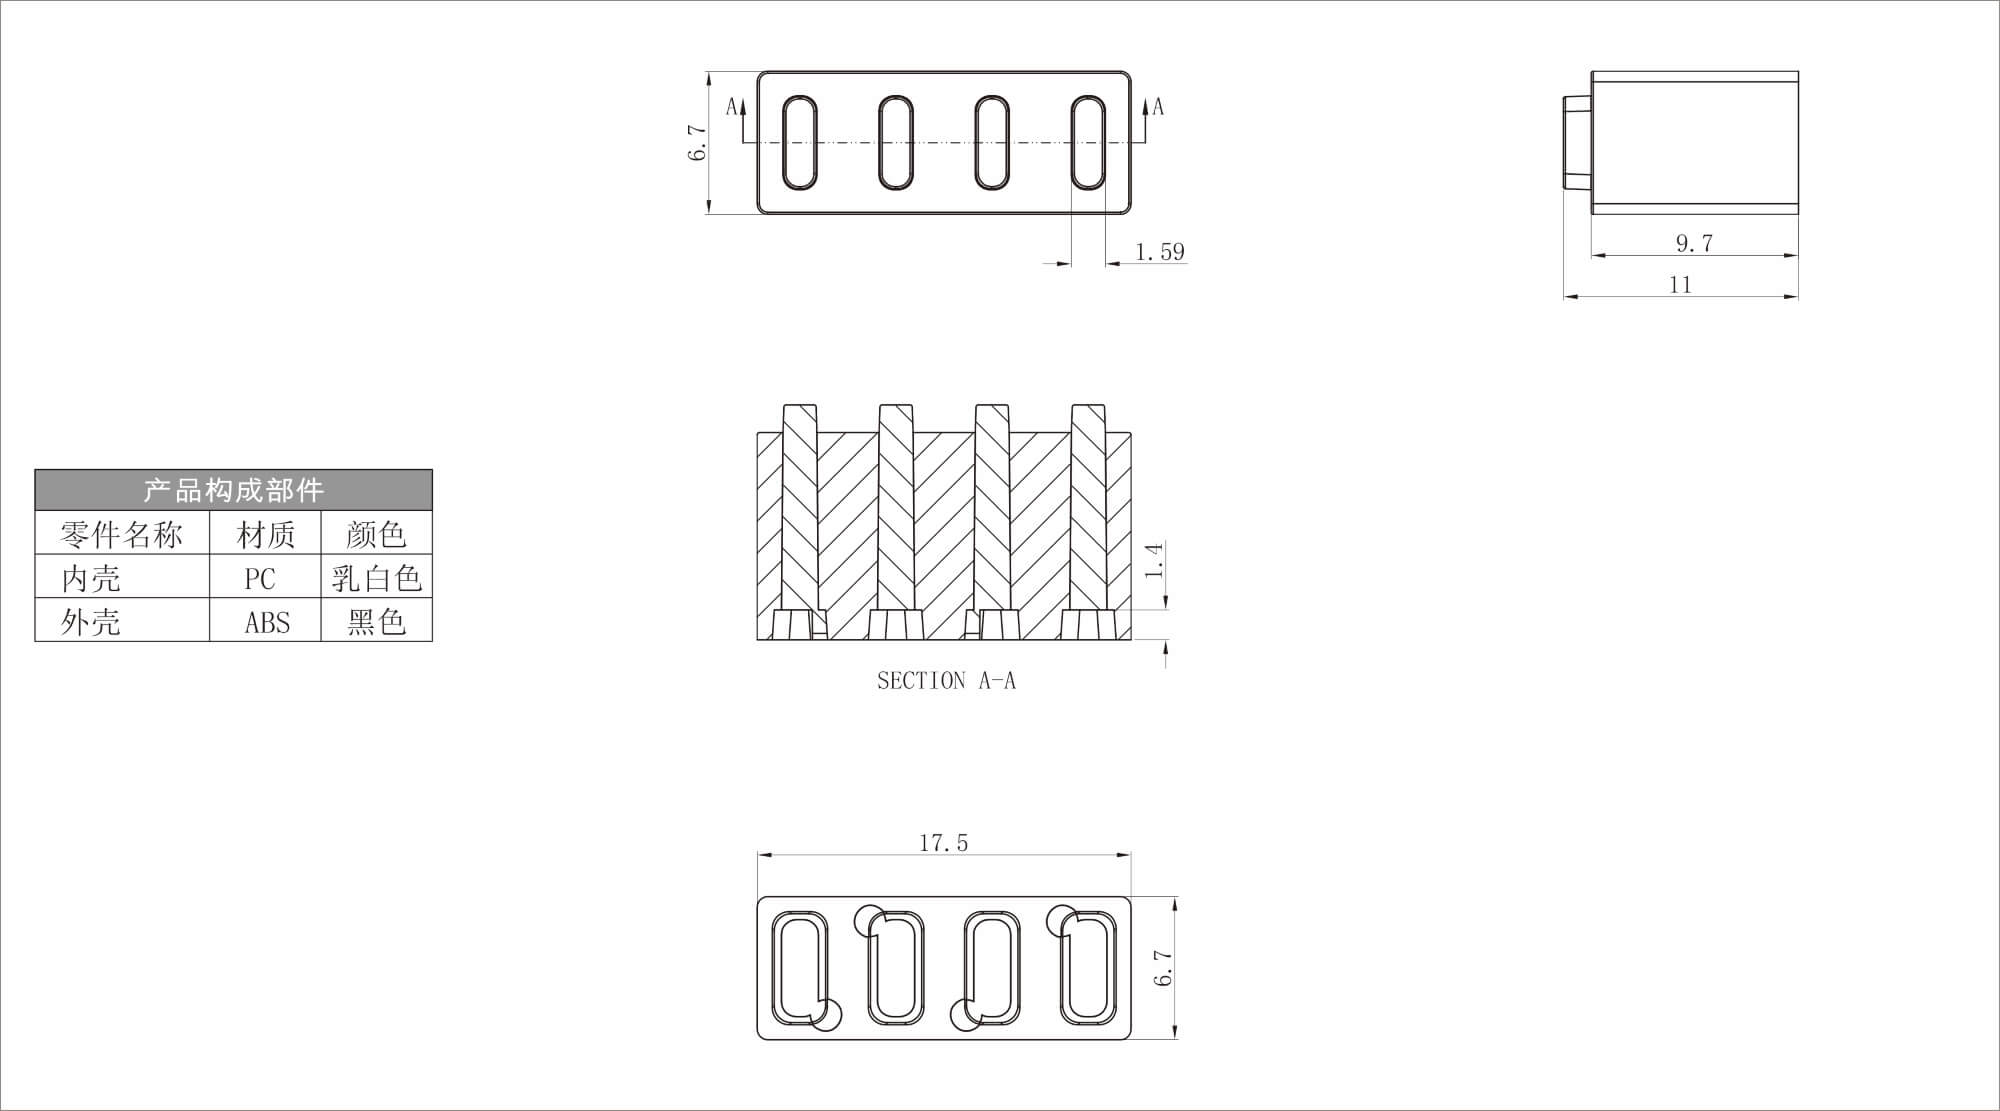 A
A
6.7
1.59
9.7
11
产品构成部件
零件名称 材质 颜色
内壳 PC 乳白色
外壳 ABS 黑色
1.4
SECTION A-A
17.5
6.7